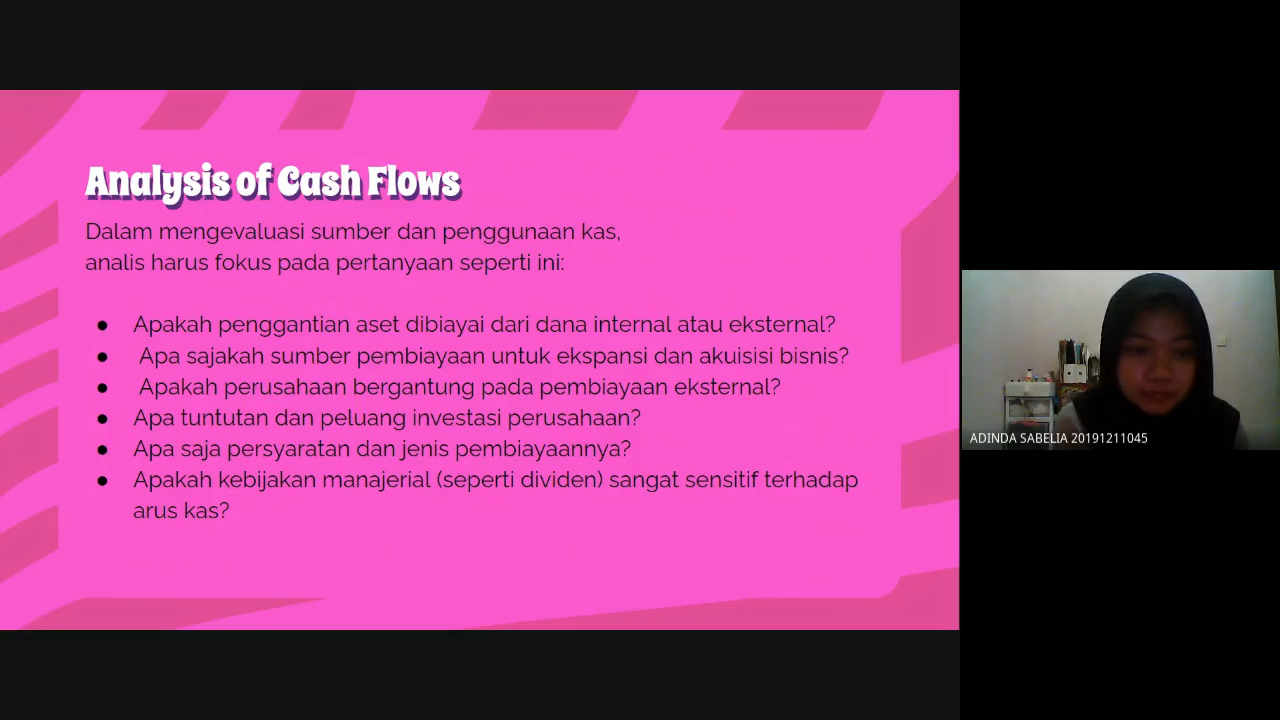 Analysis of Cash Flows
Dalam mengevaluasi sumber dan penggunaan kas,
analis harus fokus pada pertanyaan seperti ini:
● Apakah penggantian aset dibiayai dari dana internal atau eksternal?
● Apa sajakah sumber pembiayaan untuk ekspansi dan akuisisi bisnis?
● Apakah perusahaan bergantung pada pembiayaan eksternal?
● Apa tuntutan dan peluang investasi perusahaan?
● Apa saja persyaratan dan jenis pembiayaannya?
● Apakah kebijakan manajerial (seperti dividen) sangat sensitif terhadap
arus kas?
ADINDA SABELIA 20191211045